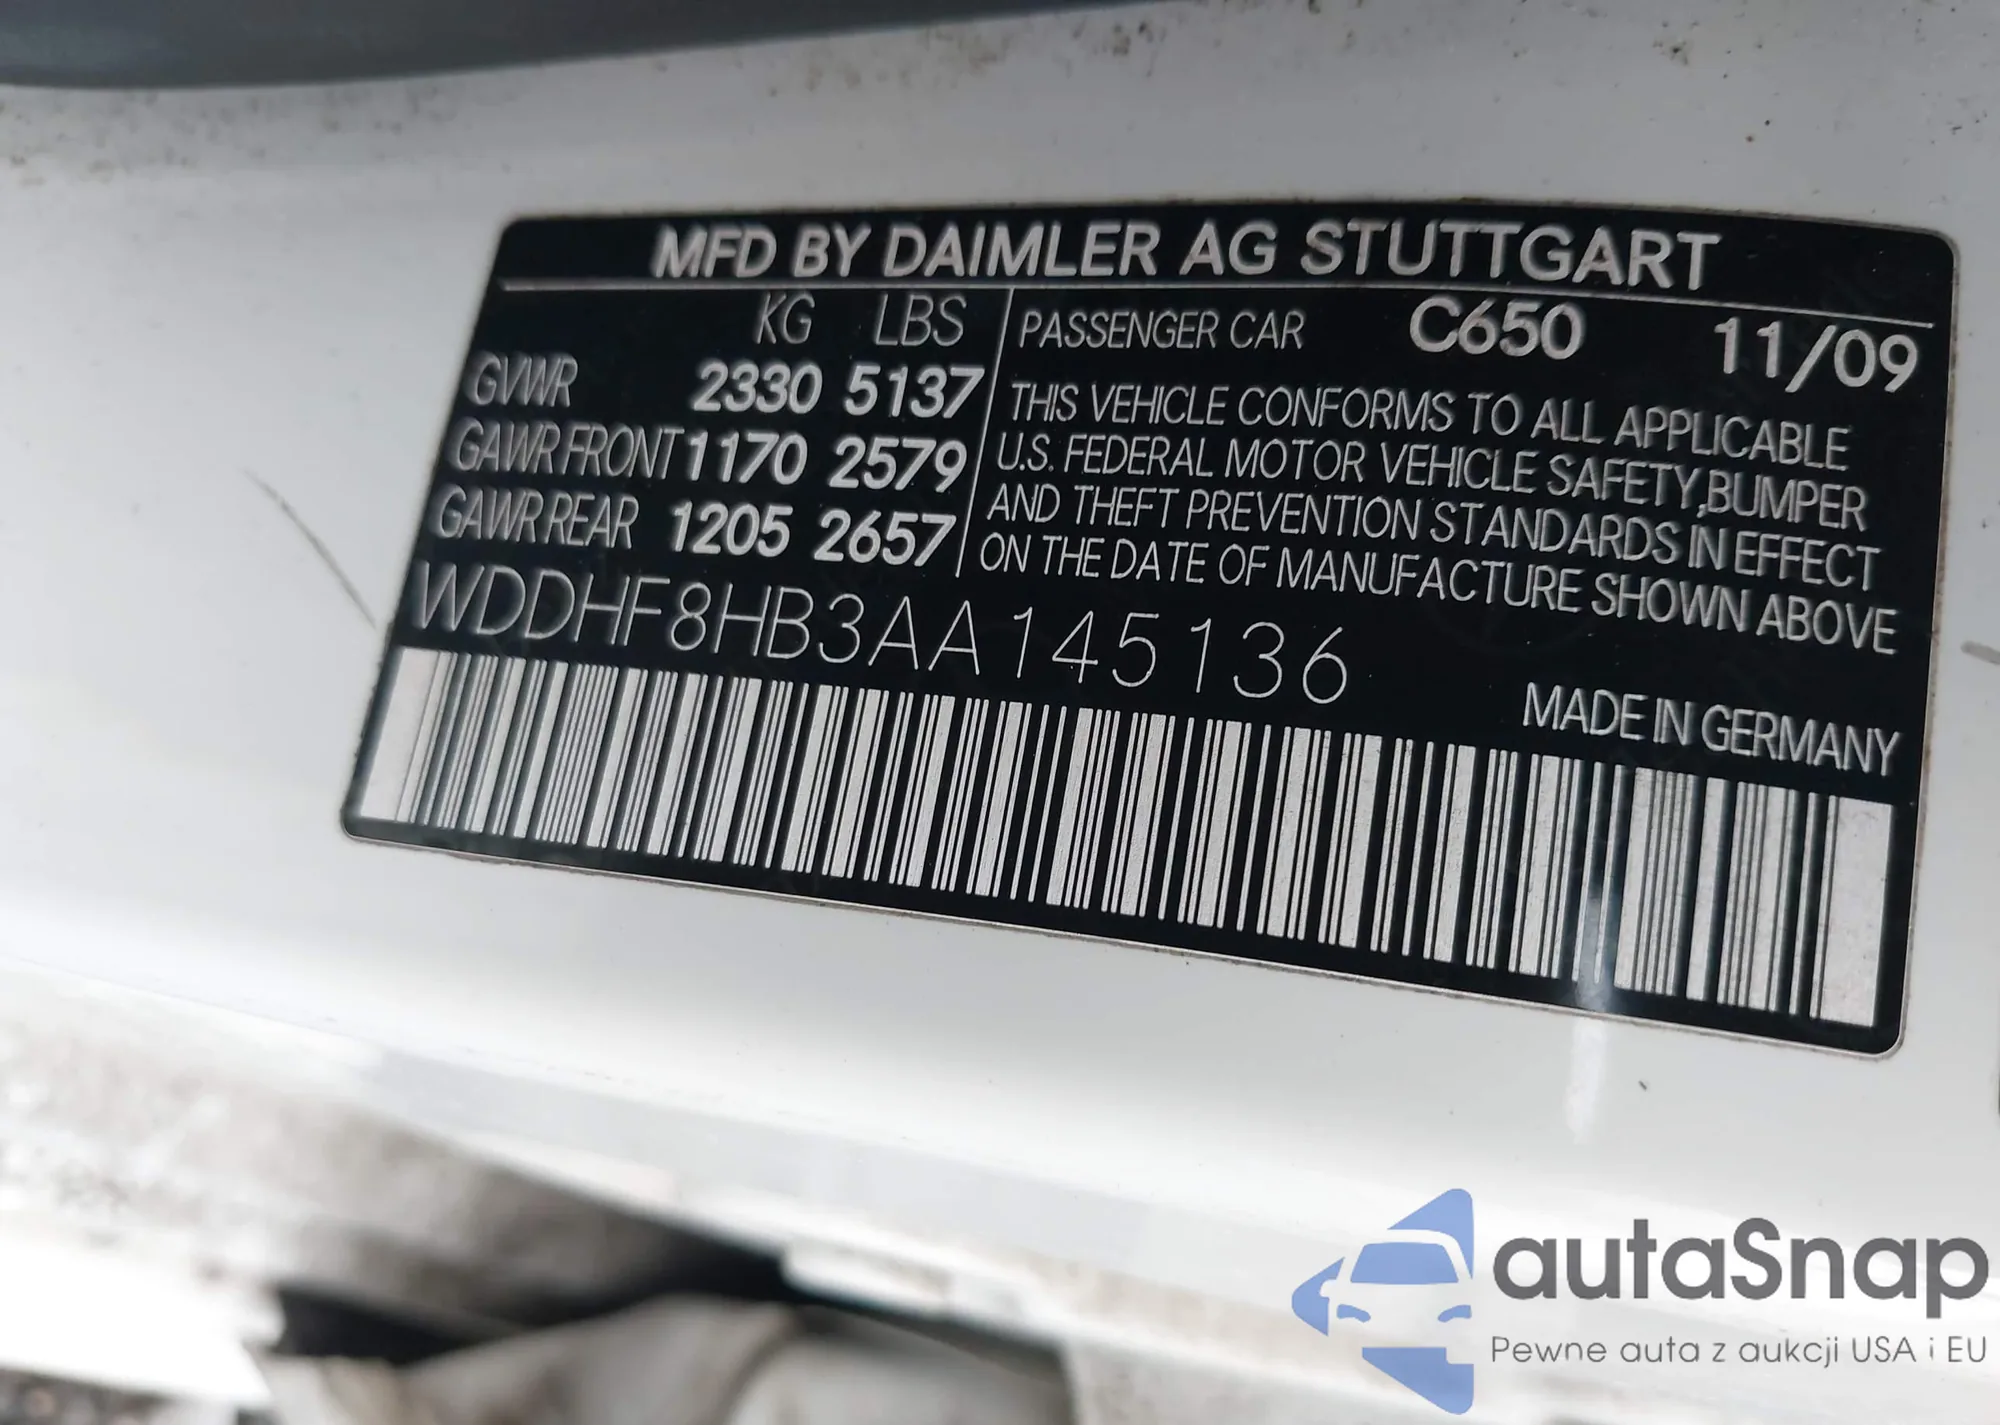 MFD BY DAIMLER AG STUTTGART
KG LBS
GVWR 2330 5137
GAWR FRONT 1170 2579
GAWR REAR 1205 2657
PASSENGER CAR C650 11/09
THIS VEHICLE CONFORMS TO ALL APPLICABLE
U.S. FEDERAL MOTOR VEHICLE SAFETY,BUMPER
AND THEFT PREVENTION STANDARDS IN EFFECT
ON THE DATE OF MANUFACTURE SHOWN ABOVE
WDDHF8HB3AA145136
MADE IN GERMANY
autaSnap
Pewne auta z aukcji USA i EU